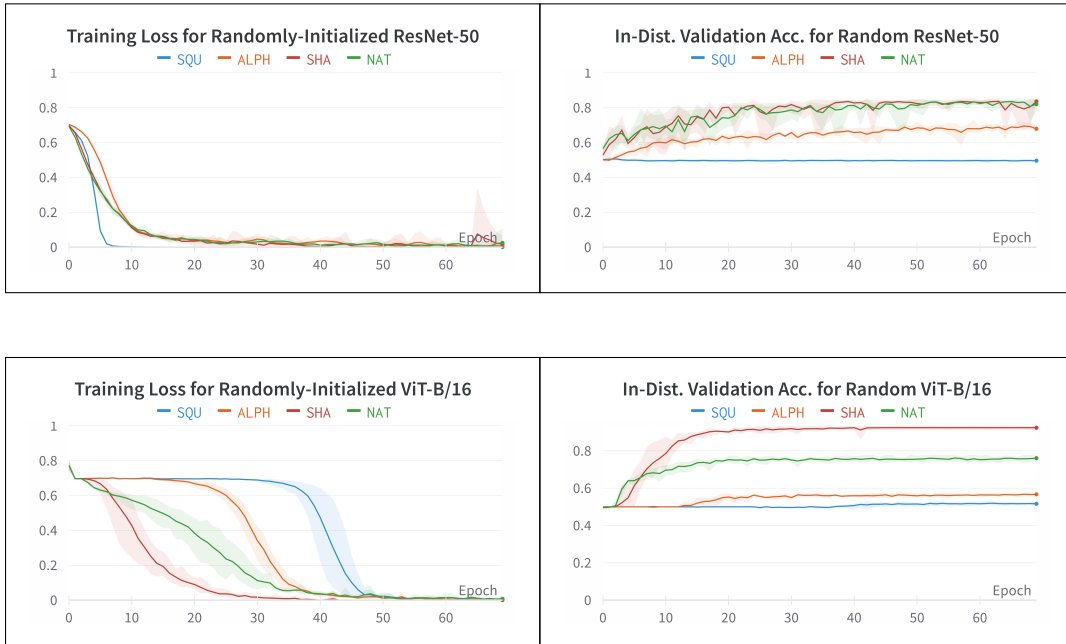 Training Loss for Randomly-Initialized ResNet-50
SQU ALPH SHA NAT
1
0.8
0.6
0.4
0.2
0
Epoch
0 10 20 30 40 50 60
In-Dist. Validation Acc. for Random ResNet-50
SQU ALPH SHA NAT
1
0.8
0.6
0.4
0.2
0
Epoch
0 10 20 30 40 50 60
Training Loss for Randomly-Initialized ViT-B/16
SQU ALPH SHA NAT
1
0.8
0.6
0.4
0.2
0
Epoch
0 10 20 30 40 50 60
In-Dist. Validation Acc. for Random ViT-B/16
SQU ALPH SHA NAT
0.8
0.6
0.4
0.2
0
Epoch
0 10 20 30 40 50 60